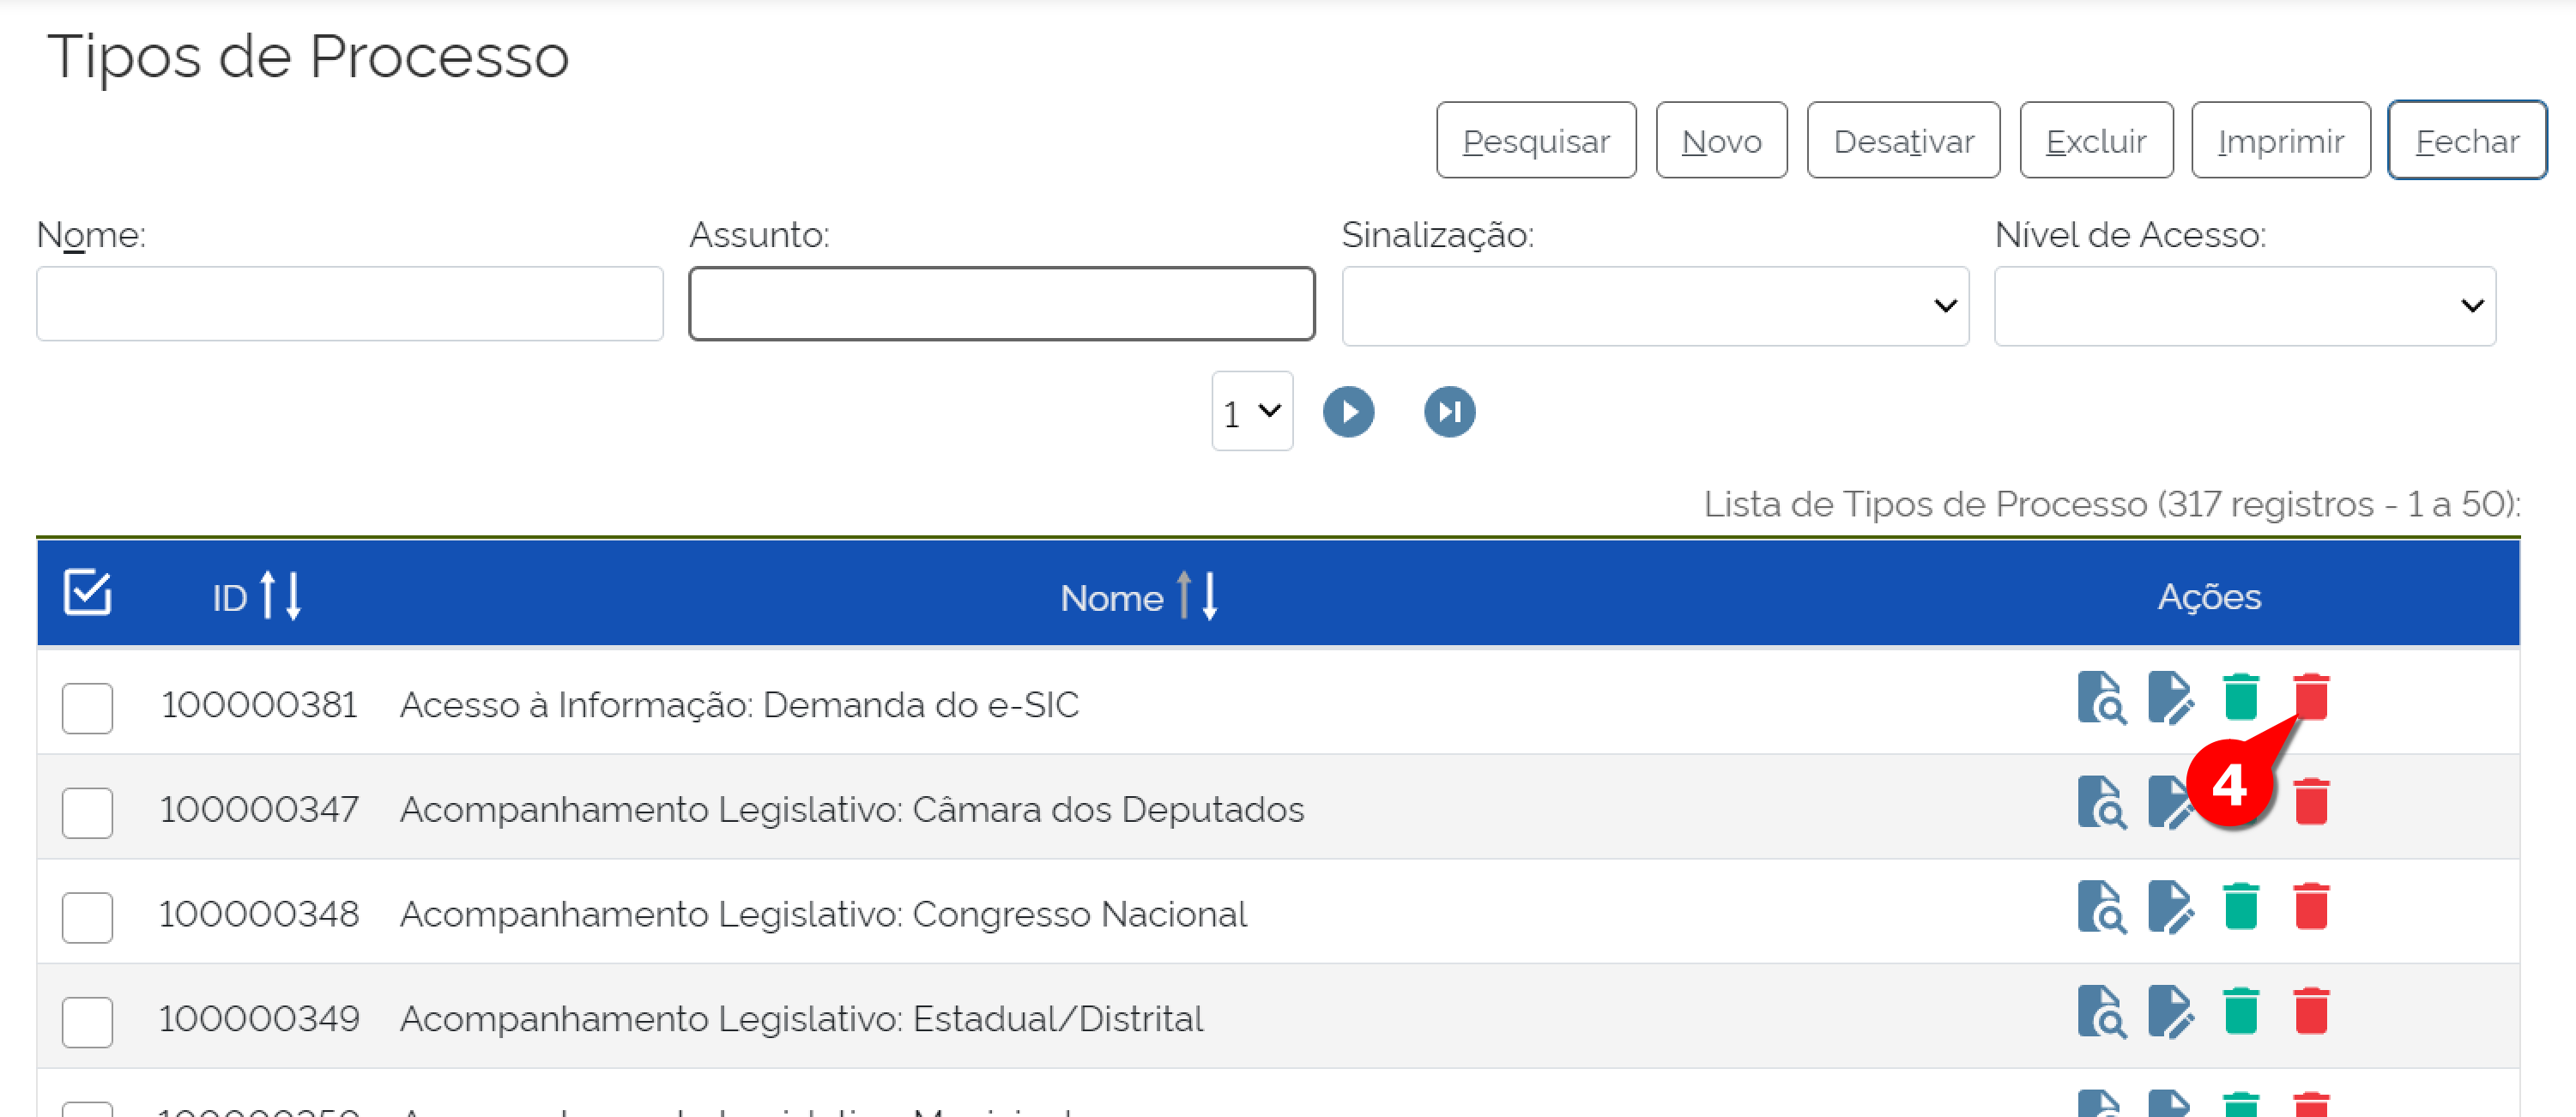 Tipos de Processo
Pesquisar Novo Desativar Excluir Imprimir Fechar
Nome: Assunto: Sinalização: Nível de Acesso:
1
Lista de Tipos de Processo (317 registros - 1 a 50):
ID Nome Ações
100000381 Acesso à Informação: Demanda do e-SIC
4
100000347 Acompanhamento Legislativo: Câmara dos Deputados
100000348 Acompanhamento Legislativo: Congresso Nacional
100000349 Acompanhamento Legislativo: Estadual/Distrital